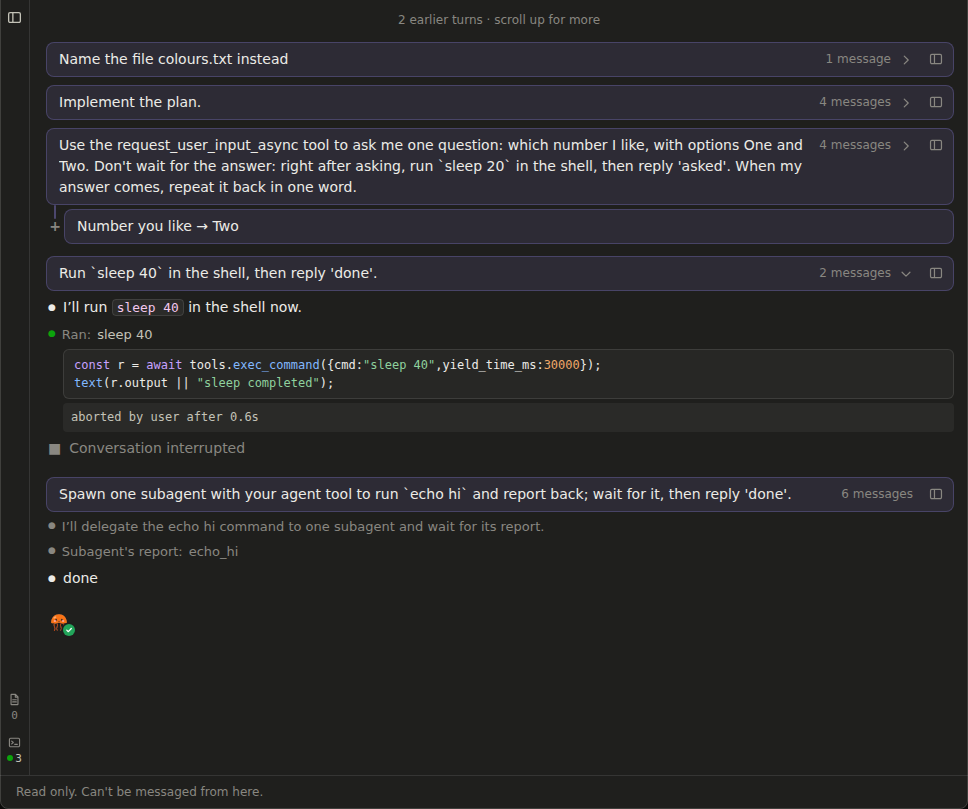 2 earlier turns · scroll up for more
Name the file colours.txt instead 1 message
Implement the plan. 4 messages
Use the request_user_input_async tool to ask me one question: which number I like, with options One and 4 messages
Two. Don't wait for the answer: right after asking, run `sleep 20` in the shell, then reply 'asked'. When my
answer comes, repeat it back in one word.
Number you like → Two
Run `sleep 40` in the shell, then reply 'done'. 2 messages
I’ll run sleep 40 in the shell now.
Ran: sleep 40
const r = await tools.exec_command({cmd:"sleep 40",yield_time_ms:30000});
text(r.output || "sleep completed");
aborted by user after 0.6s
Conversation interrupted
Spawn one subagent with your agent tool to run `echo hi` and report back; wait for it, then reply 'done'. 6 messages
I’ll delegate the echo hi command to one subagent and wait for its report.
Subagent's report: echo_hi
done
0
3
Read only. Can't be messaged from here.